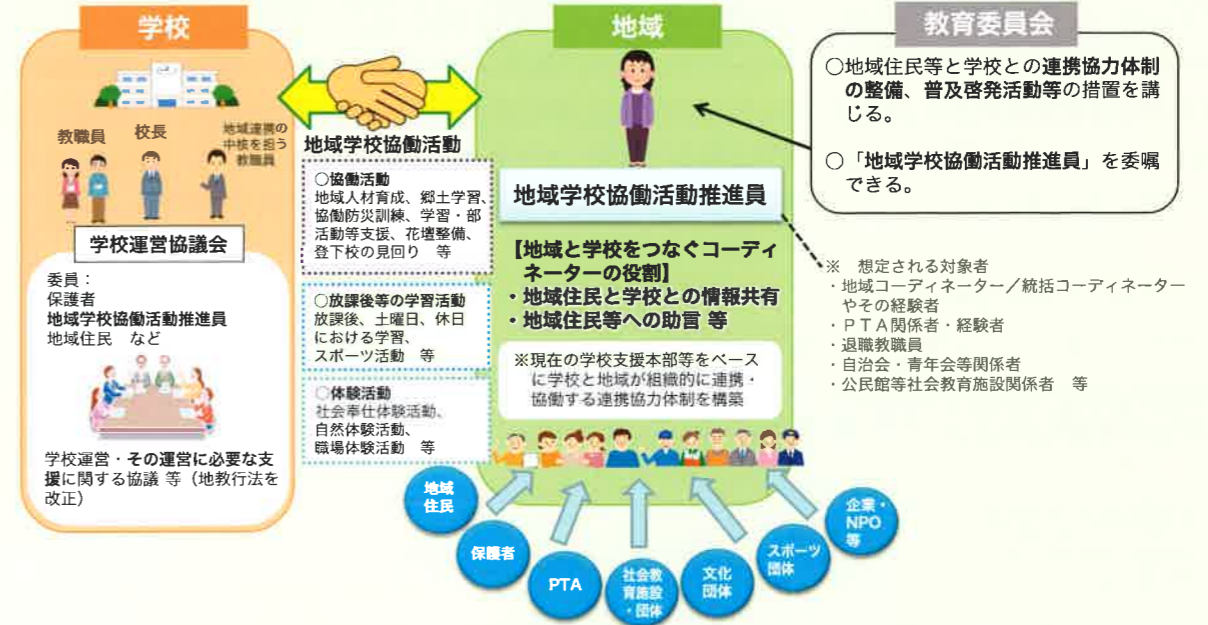 学校
教職員
校長
地域連携の
中核を担う
教職員
学校運営協議会
委員：
保護者
地域学校協働活動推進員
地域住民　など
学校運営・その運営に必要な支
援に関する協議 等（地教行法を
改正）
地域学校協働活動
○協働活動
地域人材育成、郷土学習、
協働防災訓練、学習・部
活動等支援、花壇整備、
登下校の見回り　等
○放課後等の学習活動
放課後、土曜日、休日
における学習、
スポーツ活動　等
○体験活動
社会奉仕体験活動、
自然体験活動、
職場体験活動　等
地域
地域学校協働活動推進員
【地域と学校をつなぐコーディ
ネーターの役割】
・地域住民と学校との情報共有
・地域住民等への助言 等
※現在の学校支援本部等をベース
に学校と地域が組織的に連携・
協働する連携協力体制を構築
地域
住民
保護者
PTA
社会教
育施設
・団体
文化
団体
スポーツ
団体
企業・
NPO
等
教育委員会
○地域住民等と学校との連携協力体制
の整備、普及啓発活動等の措置を講
じる。
○「地域学校協働活動推進員」を委嘱
できる。
※　想定される対象者
・地域コーディネーター／統括コーディネーター
やその経験者
・ＰＴＡ関係者・経験者
・退職教職員
・自治会・青年会等関係者
・公民館等社会教育施設関係者　等